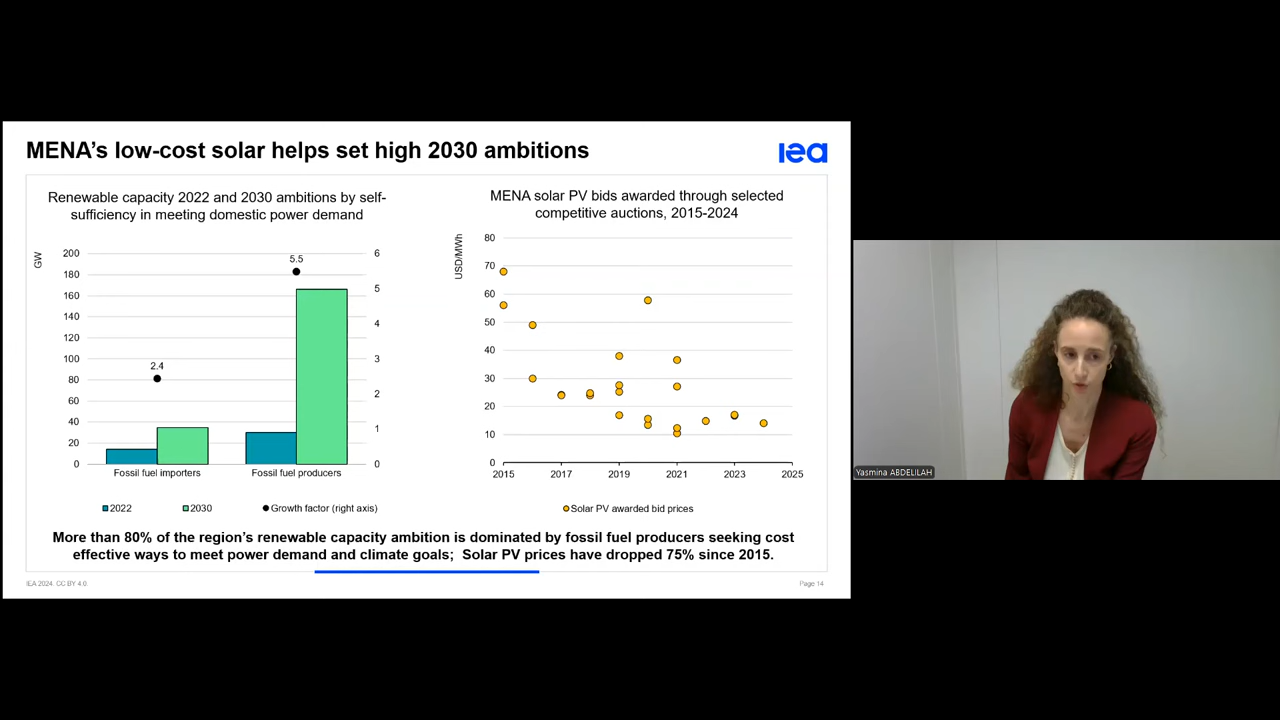 MENA's low-cost solar helps set high 2030 ambitions
iea
Renewable capacity 2022 and 2030 ambitions by self-
sufficiency in meeting domestic power demand
GW
200
180
160
140
120
100
80
60
40
20
0
6
5
4
3
2
1
0
2.4
5.5
Fossil fuel importers
Fossil fuel producers
2022
2030
Growth factor (right axis)
MENA solar PV bids awarded through selected
competitive auctions, 2015-2024
USD/MWh
80
70
60
50
40
30
20
10
0
2015
2017
2019
2021
2023
2025
Solar PV awarded bid prices
More than 80% of the region's renewable capacity ambition is dominated by fossil fuel producers seeking cost
effective ways to meet power demand and climate goals;  Solar PV prices have dropped 75% since 2015.
IEA 2024. CC BY 4.0.
Page 14
Yasmina ABDELILAH